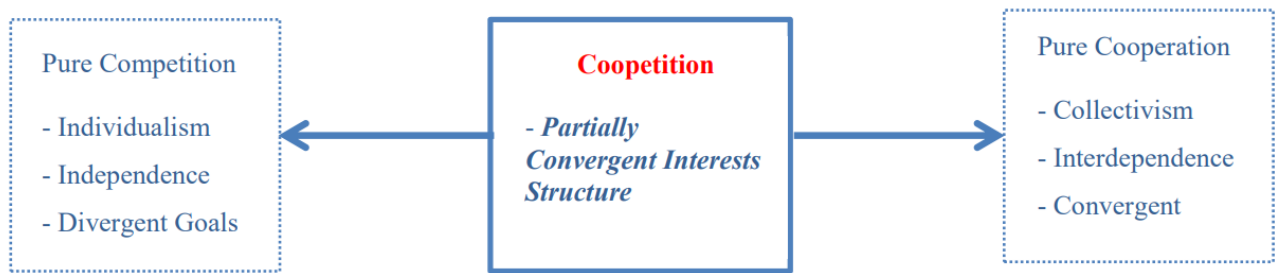 Pure Competition
- Individualism
- Independence
- Divergent Goals
Coopetition
- Partially
Convergent Interests
Structure
Pure Cooperation
- Collectivism
- Interdependence
- Convergent